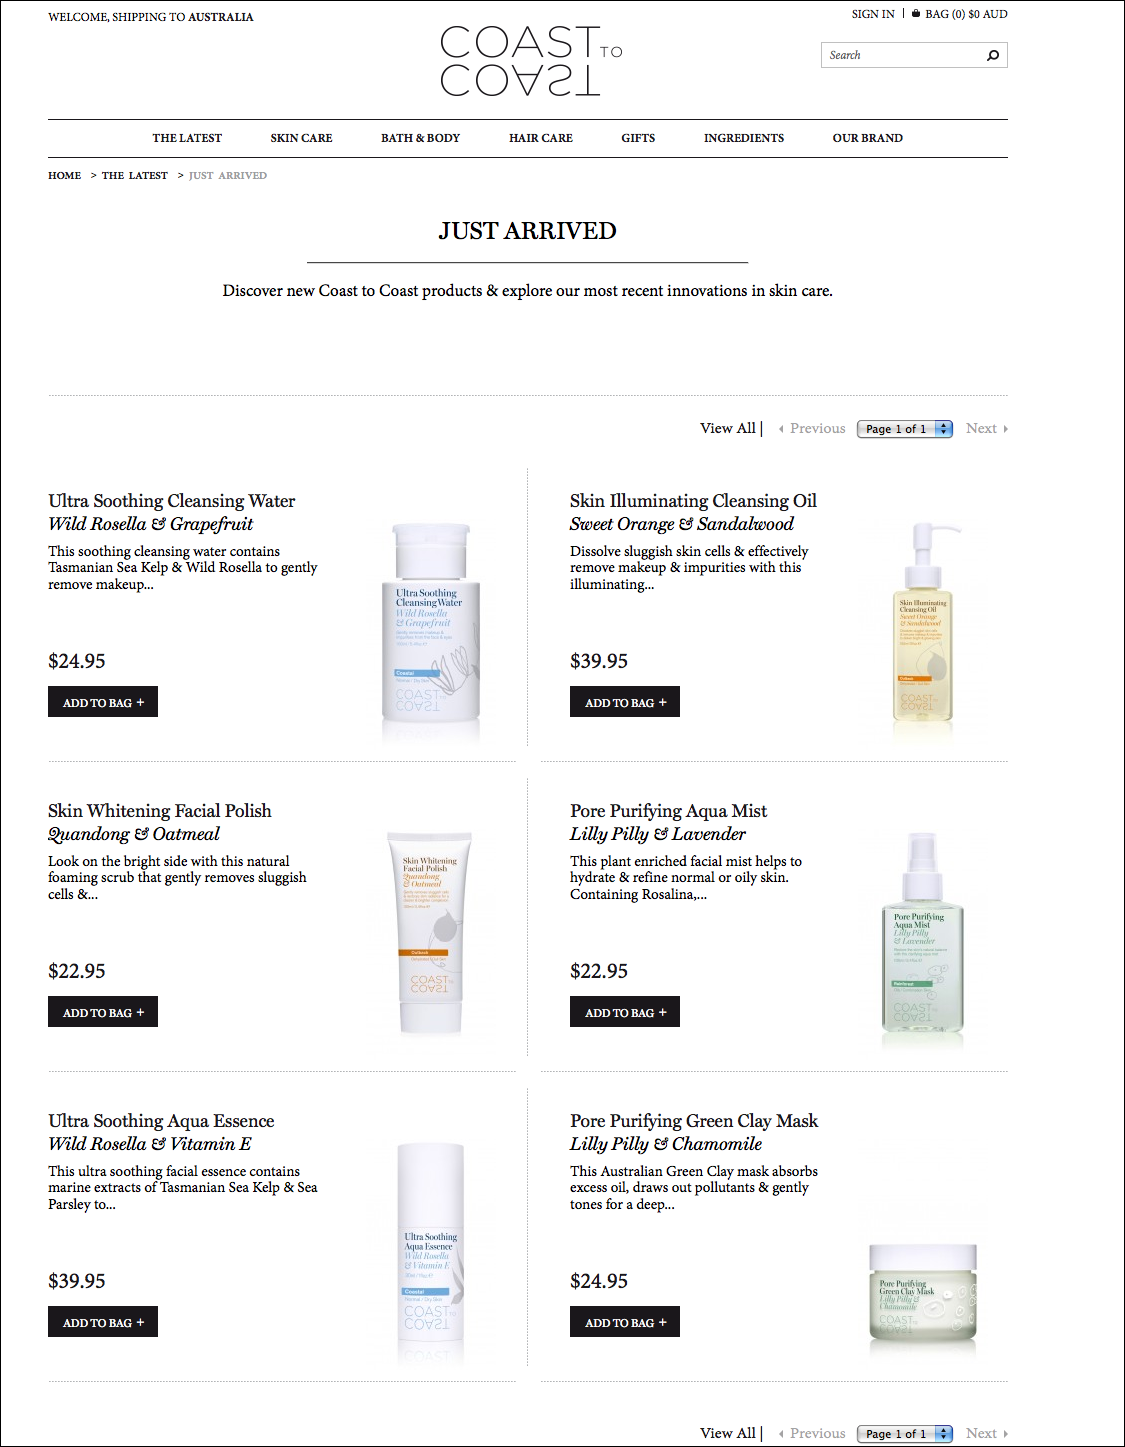 WELCOME, SHIPPING TO AUSTRALIA
SIGN IN | BAG (0) $0 AUD
COAST TO
COAST
Search
THE LATEST SKIN CARE BATH & BODY HAIR CARE GIFTS INGREDIENTS OUR BRAND
HOME > THE LATEST > JUST ARRIVED
JUST ARRIVED
Discover new Coast to Coast products & explore our most recent innovations in skin care.
View All | Previous Page 1 of 1 Next
Ultra Soothing Cleansing Water
Wild Rosella & Grapefruit
This soothing cleansing water contains
Tasmanian Sea Kelp & Wild Rosella to gently
remove makeup...
$24.95
ADD TO BAG +
Ultra Soothing
Cleansing Water
Wild Rosella
& Grapefruit
Coastal
COAST TO
COAST
Skin Illuminating Cleansing Oil
Sweet Orange & Sandalwood
Dissolve sluggish skin cells & effectively
remove makeup & impurities with this
illuminating...
$39.95
ADD TO BAG +
Skin Illuminating
Cleansing Oil
Sweet Orange
& Sandalwood
Outback
COAST TO
COAST
Skin Whitening Facial Polish
Quandong & Oatmeal
Look on the bright side with this natural
foaming scrub that gently removes sluggish
cells &...
$22.95
ADD TO BAG +
Skin Whitening
Facial Polish
Quandong
& Oatmeal
Outback
COAST TO
COAST
Pore Purifying Aqua Mist
Lilly Pilly & Lavender
This plant enriched facial mist helps to
hydrate & refine normal or oily skin.
Containing Rosalina,...
$22.95
ADD TO BAG +
Pore Purifying
Aqua Mist
Lilly Pilly
& Lavender
Rainforest
COAST TO
COAST
Ultra Soothing Aqua Essence
Wild Rosella & Vitamin E
This ultra soothing facial essence contains
marine extracts of Tasmanian Sea Kelp & Sea
Parsley to...
$39.95
ADD TO BAG +
Ultra Soothing
Aqua Essence
Wild Rosella
& Vitamin E
Coastal
COAST TO
COAST
Pore Purifying Green Clay Mask
Lilly Pilly & Chamomile
This Australian Green Clay mask absorbs
excess oil, draws out pollutants & gently
tones for a deep...
$24.95
ADD TO BAG +
Pore Purifying
Green Clay Mask
Lilly Pilly &
Chamomile
COAST TO
COAST
View All | Previous Page 1 of 1 Next